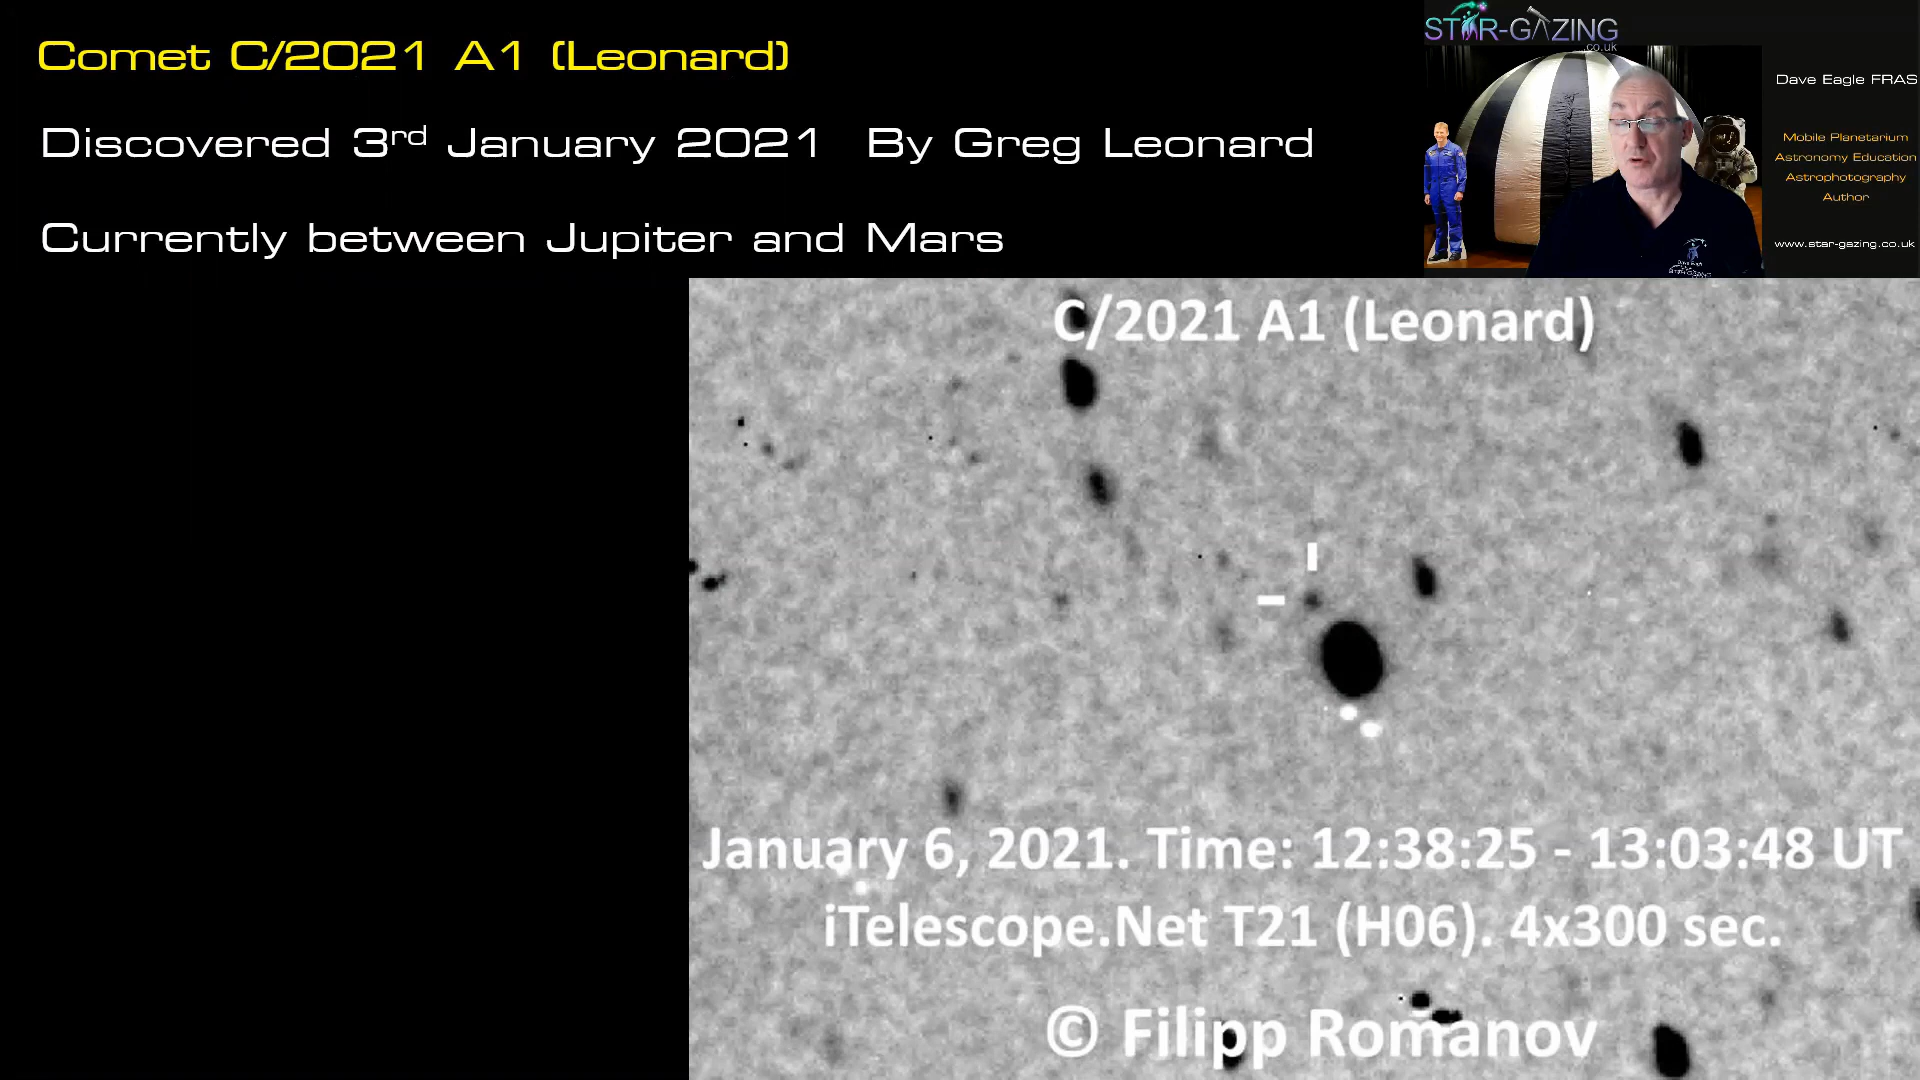 Comet C/2021 A1 (Leonard)
Discovered 3rd January 2021 By Greg Leonard
Currently between Jupiter and Mars
STAR-GAZING
.co.uk
Dave Eagle FRAS
Mobile Planetarium
Astronomy Education
Astrophotography
Author
www.star-gazing.co.uk
C/2021 A1 (Leonard)
January 6, 2021. Time: 12:38:25 - 13:03:48 UT
iTelescope.Net T21 (H06). 4x300 sec.
© Filipp Romanov